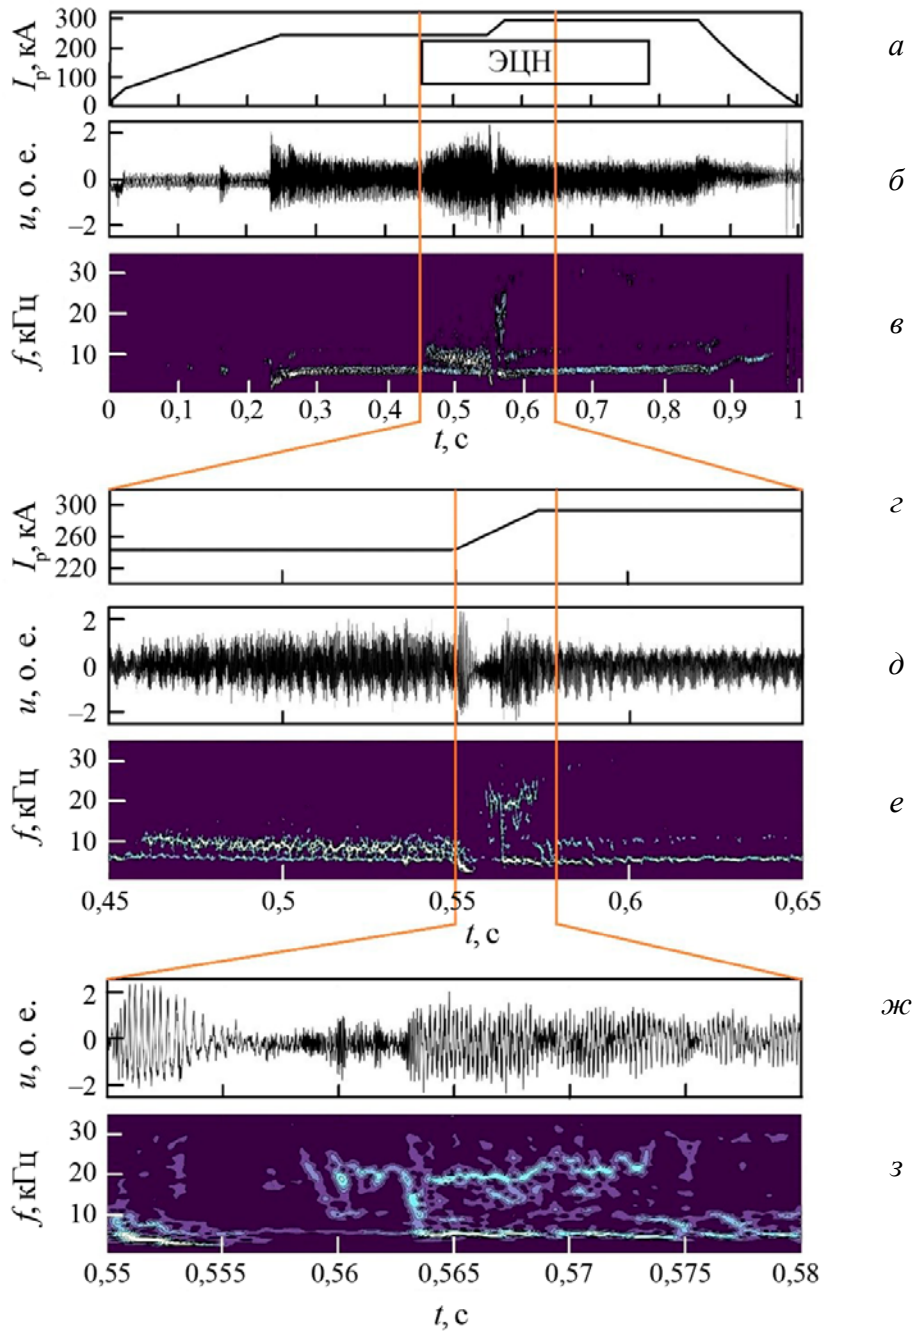 300
200
100
0
I_p, кА
ЭЦН
а
2
0
–2
u, о. е.
б
30
20
10
f, кГц
в
0 0,1 0,2 0,3 0,4 0,5 0,6 0,7 0,8 0,9 1
t, с
300
260
220
I_p, кА
г
2
0
–2
u, о. е.
д
30
20
10
f, кГц
е
0,45 0,5 0,55 0,6 0,65
t, с
2
0
–2
u, о. е.
ж
30
20
10
f, кГц
з
0,55 0,555 0,56 0,565 0,57 0,575 0,58
t, с